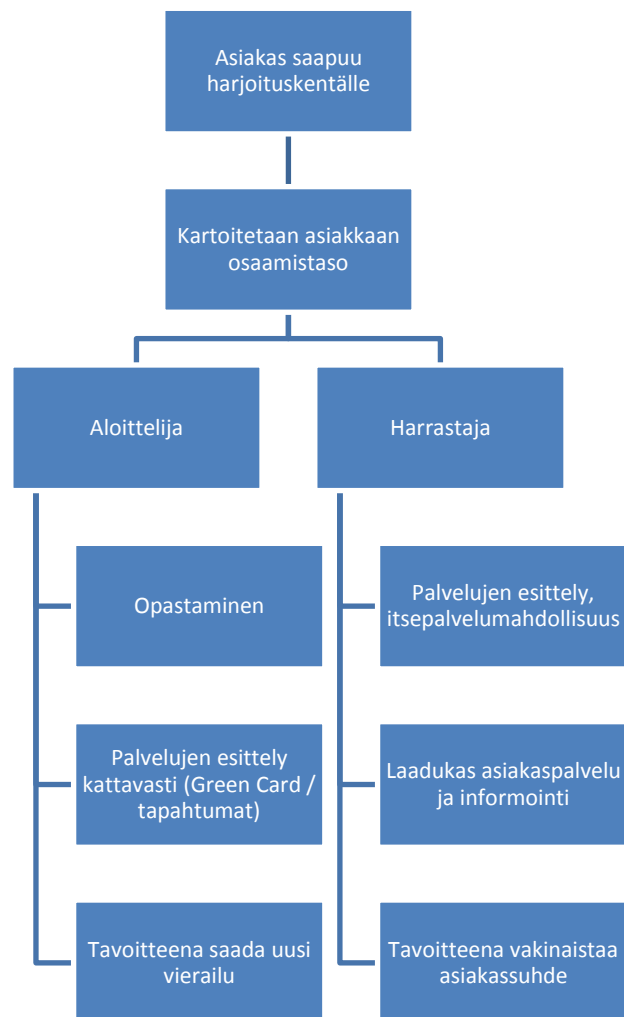 Asiakas saapuu
harjoituskentälle
Kartoitetaan asiakkaan
osaamistaso
Aloittelija
Harrastaja
Opastaminen
Palvelujen esittely
kattavasti (Green Card /
tapahtumat)
Tavoitteena saada uusi
vierailu
Palvelujen esittely,
itsepalvelumahdollisuus
Laadukas asiakaspalvelu
ja informointi
Tavoitteena vakinaistaa
asiakassuhde